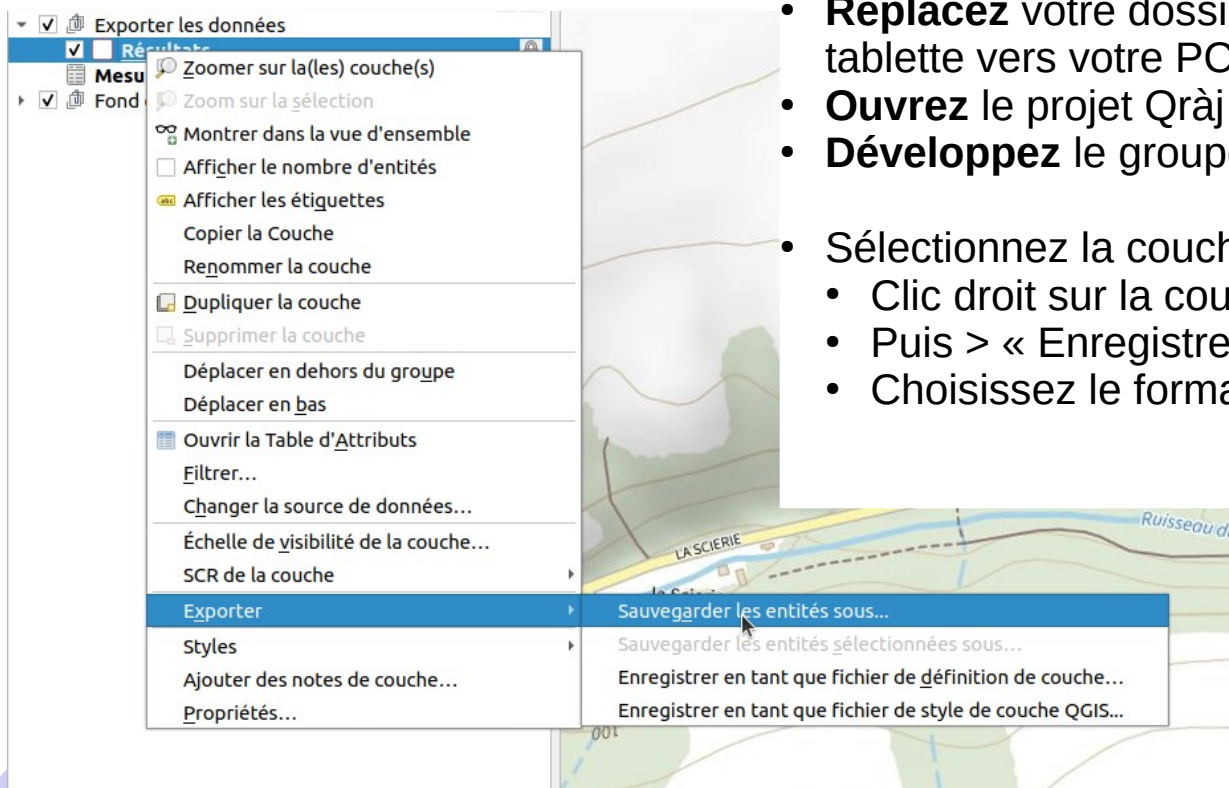 Exporter les données
Résultats
Mesu
Fond
Zoomer sur la(les) couche(s)
Zoom sur la sélection
Montrer dans la vue d'ensemble
Afficher le nombre d'entités
Afficher les étiquettes
Copier la Couche
Renommer la couche
Dupliquer la couche
Supprimer la couche
Déplacer en dehors du groupe
Déplacer en bas
Ouvrir la Table d'Attributs
Filtrer...
Changer la source de données...
Échelle de visibilité de la couche...
SCR de la couche
Exporter
Styles
Ajouter des notes de couche...
Propriétés...
Sauvegarder les entités sous...
Sauvegarder les entités sélectionnées sous...
Enregistrer en tant que fichier de définition de couche...
Enregistrer en tant que fichier de style de couche QGIS...
• Replacez votre dossi
tablette vers votre PC
• Ouvrez le projet Qràj
• Développez le group
• Sélectionnez la couch
• Clic droit sur la cou
• Puis > « Enregistre
• Choisissez le forma
LA SCIERIE
la Scierie
Ruisseau d
100